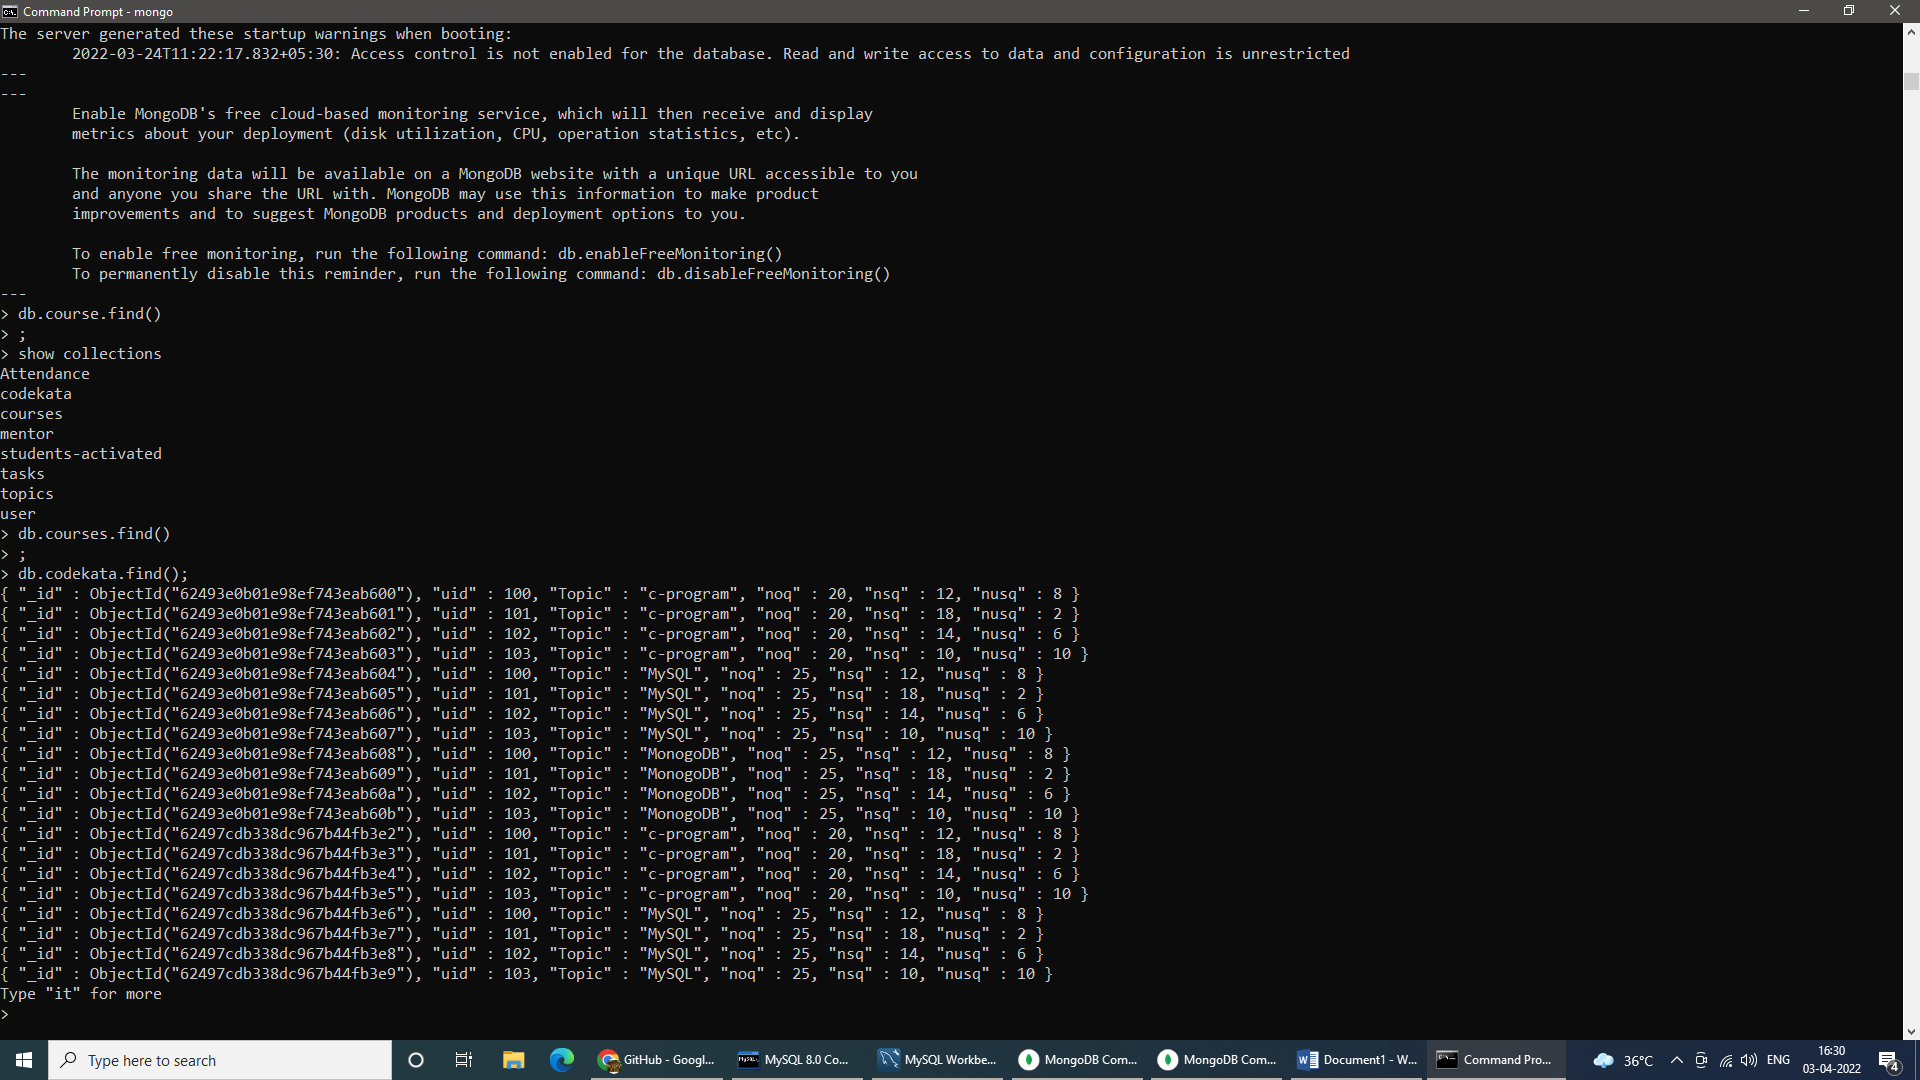 Command Prompt - mongo
The server generated these startup warnings when booting:
        2022-03-24T11:22:17.832+05:30: Access control is not enabled for the database. Read and write access to data and configuration is unrestricted
---
---
        Enable MongoDB's free cloud-based monitoring service, which will then receive and display
        metrics about your deployment (disk utilization, CPU, operation statistics, etc).

        The monitoring data will be available on a MongoDB website with a unique URL accessible to you
        and anyone you share the URL with. MongoDB may use this information to make product
        improvements and to suggest MongoDB products and deployment options to you.

        To enable free monitoring, run the following command: db.enableFreeMonitoring()
        To permanently disable this reminder, run the following command: db.disableFreeMonitoring()
---
> db.course.find()
> ;
> show collections
Attendance
codekata
courses
mentor
students-activated
tasks
topics
user
> db.courses.find()
> ;
> db.codekata.find();
{ "_id" : ObjectId("62493e0b01e98ef743eab600"), "uid" : 100, "Topic" : "c-program", "noq" : 20, "nsq" : 12, "nusq" : 8 }
{ "_id" : ObjectId("62493e0b01e98ef743eab601"), "uid" : 101, "Topic" : "c-program", "noq" : 20, "nsq" : 18, "nusq" : 2 }
{ "_id" : ObjectId("62493e0b01e98ef743eab602"), "uid" : 102, "Topic" : "c-program", "noq" : 20, "nsq" : 14, "nusq" : 6 }
{ "_id" : ObjectId("62493e0b01e98ef743eab603"), "uid" : 103, "Topic" : "c-program", "noq" : 20, "nsq" : 10, "nusq" : 10 }
{ "_id" : ObjectId("62493e0b01e98ef743eab604"), "uid" : 100, "Topic" : "MySQL", "noq" : 25, "nsq" : 12, "nusq" : 8 }
{ "_id" : ObjectId("62493e0b01e98ef743eab605"), "uid" : 101, "Topic" : "MySQL", "noq" : 25, "nsq" : 18, "nusq" : 2 }
{ "_id" : ObjectId("62493e0b01e98ef743eab606"), "uid" : 102, "Topic" : "MySQL", "noq" : 25, "nsq" : 14, "nusq" : 6 }
{ "_id" : ObjectId("62493e0b01e98ef743eab607"), "uid" : 103, "Topic" : "MySQL", "noq" : 25, "nsq" : 10, "nusq" : 10 }
{ "_id" : ObjectId("62493e0b01e98ef743eab608"), "uid" : 100, "Topic" : "MonogoDB", "noq" : 25, "nsq" : 12, "nusq" : 8 }
{ "_id" : ObjectId("62493e0b01e98ef743eab609"), "uid" : 101, "Topic" : "MonogoDB", "noq" : 25, "nsq" : 18, "nusq" : 2 }
{ "_id" : ObjectId("62493e0b01e98ef743eab60a"), "uid" : 102, "Topic" : "MonogoDB", "noq" : 25, "nsq" : 14, "nusq" : 6 }
{ "_id" : ObjectId("62493e0b01e98ef743eab60b"), "uid" : 103, "Topic" : "MonogoDB", "noq" : 25, "nsq" : 10, "nusq" : 10 }
{ "_id" : ObjectId("62497cdb338dc967b44fb3e2"), "uid" : 100, "Topic" : "c-program", "noq" : 20, "nsq" : 12, "nusq" : 8 }
{ "_id" : ObjectId("62497cdb338dc967b44fb3e3"), "uid" : 101, "Topic" : "c-program", "noq" : 20, "nsq" : 18, "nusq" : 2 }
{ "_id" : ObjectId("62497cdb338dc967b44fb3e4"), "uid" : 102, "Topic" : "c-program", "noq" : 20, "nsq" : 14, "nusq" : 6 }
{ "_id" : ObjectId("62497cdb338dc967b44fb3e5"), "uid" : 103, "Topic" : "c-program", "noq" : 20, "nsq" : 10, "nusq" : 10 }
{ "_id" : ObjectId("62497cdb338dc967b44fb3e6"), "uid" : 100, "Topic" : "MySQL", "noq" : 25, "nsq" : 12, "nusq" : 8 }
{ "_id" : ObjectId("62497cdb338dc967b44fb3e7"), "uid" : 101, "Topic" : "MySQL", "noq" : 25, "nsq" : 18, "nusq" : 2 }
{ "_id" : ObjectId("62497cdb338dc967b44fb3e8"), "uid" : 102, "Topic" : "MySQL", "noq" : 25, "nsq" : 14, "nusq" : 6 }
{ "_id" : ObjectId("62497cdb338dc967b44fb3e9"), "uid" : 103, "Topic" : "MySQL", "noq" : 25, "nsq" : 10, "nusq" : 10 }
Type "it" for more
>
Type here to search
GitHub - Googl...
MySQL 8.0 Co...
MySQL Workbe...
MongoDB Com...
MongoDB Com...
Document1 - W...
Command Pro...
36°C
ENG
16:30
03-04-2022
4